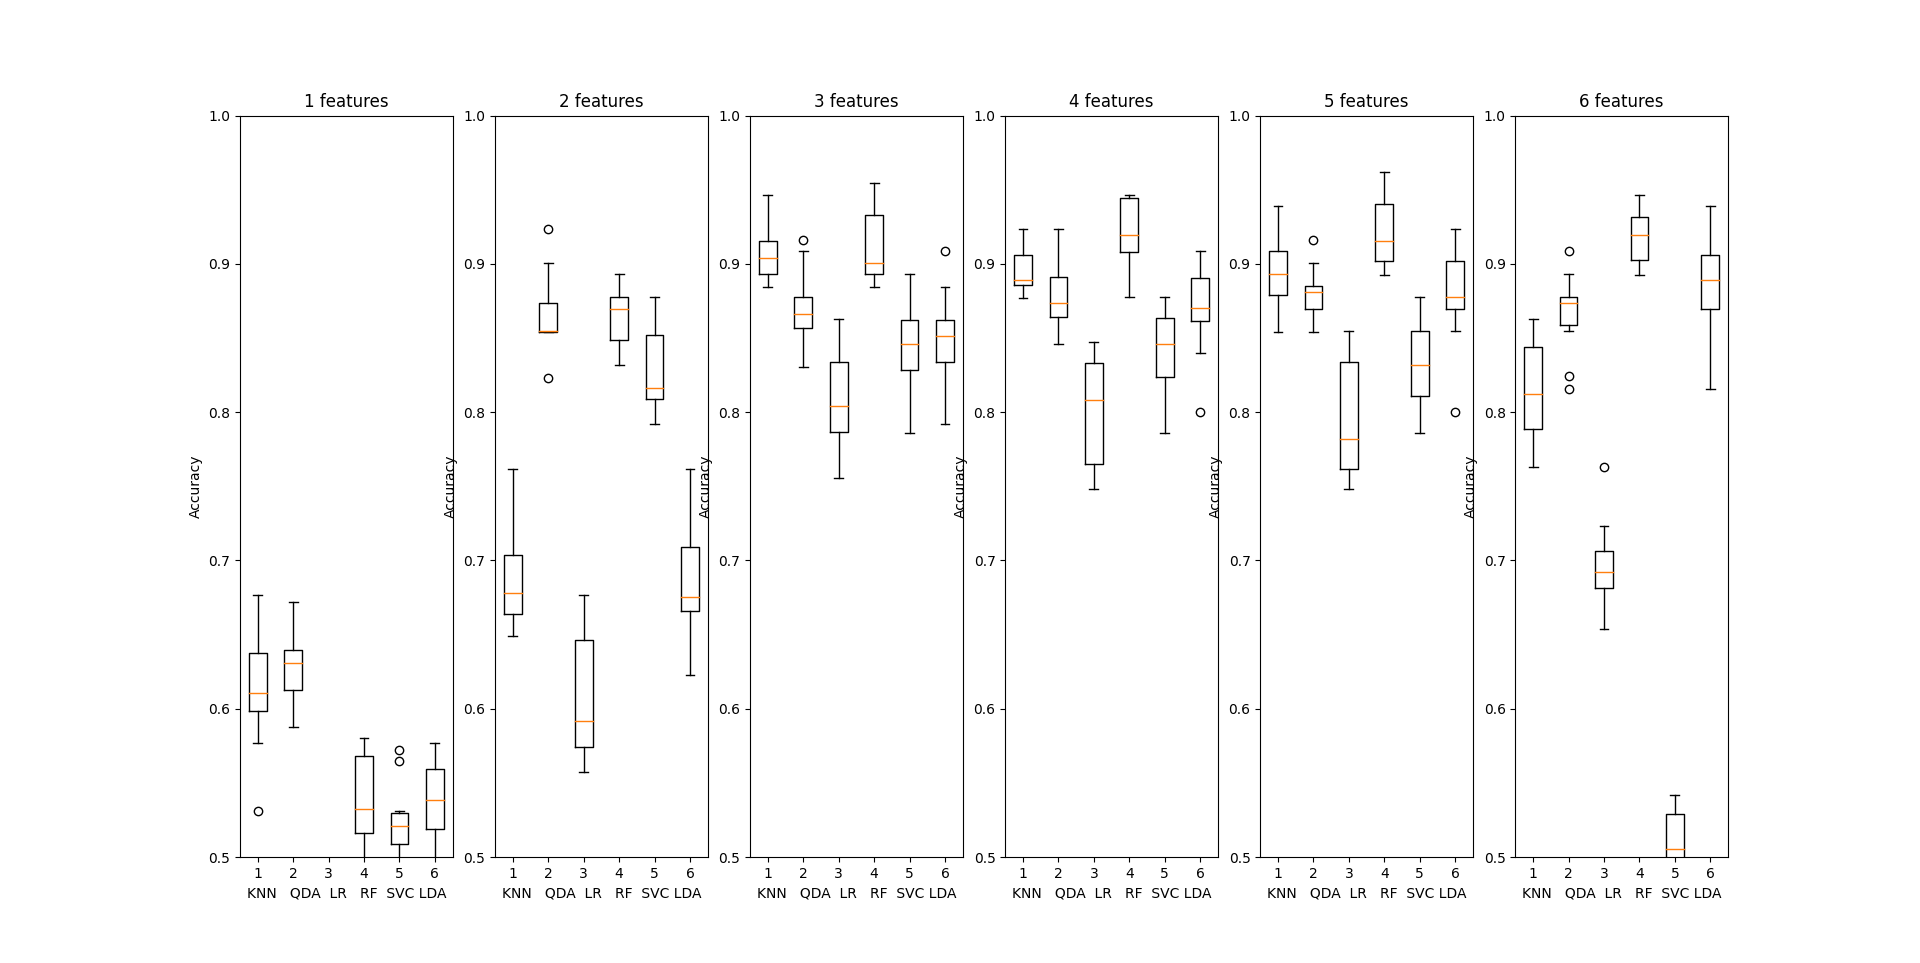 1 features 2 features 3 features 4 features 5 features 6 features
1.0 1.0 1.0 1.0 1.0 1.0
0.9 0.9 0.9 0.9 0.9 0.9
0.8 0.8 0.8 0.8 0.8 0.8
Accuracy Accuracy Accuracy Accuracy Accuracy Accuracy
0.7 0.7 0.7 0.7 0.7 0.7
0.6 0.6 0.6 0.6 0.6 0.6
0.5 0.5 0.5 0.5 0.5 0.5
1 2 3 4 5 6 1 2 3 4 5 6 1 2 3 4 5 6 1 2 3 4 5 6 1 2 3 4 5 6 1 2 3 4 5 6
KNN QDA LR RF SVC LDA KNN QDA LR RF SVC LDA KNN QDA LR RF SVC LDA KNN QDA LR RF SVC LDA KNN QDA LR RF SVC LDA KNN QDA LR RF SVC LDA